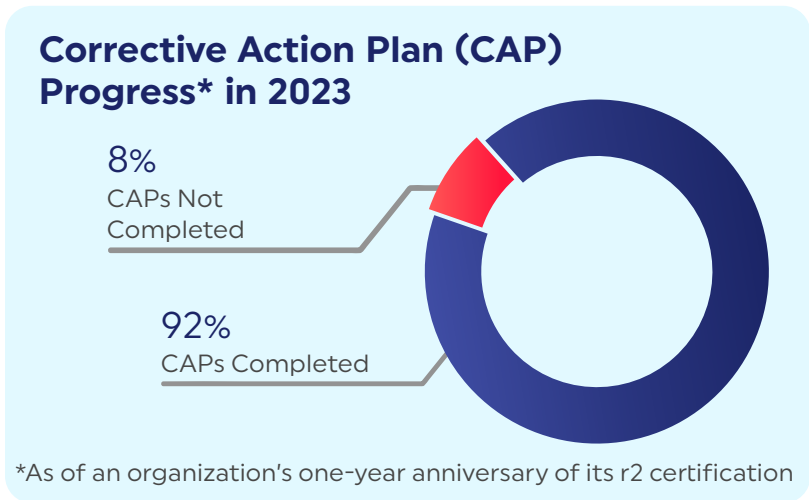 Corrective Action Plan (CAP)
Progress* in 2023
8%
CAPs Not
Completed
92%
CAPs Completed
*As of an organization's one-year anniversary of its r2 certification